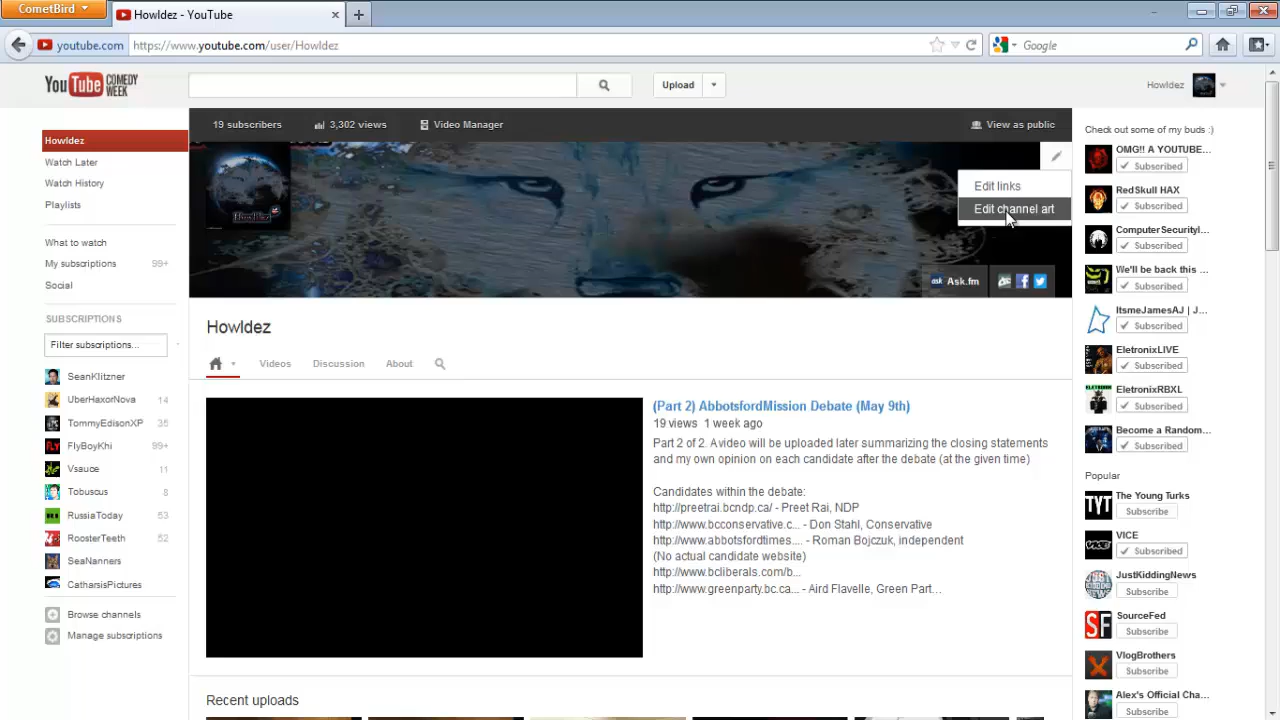 CometBird
Howldez - YouTube
youtube.com
https://www.youtube.com/user/Howldez
Google
YouTube COMEDY WEEK
Upload
Howldez
19 subscribers
3,302 views
Video Manager
View as public
Edit links
Edit channel art
Ask.fm
Howldez
Watch Later
Watch History
Playlists
What to watch
My subscriptions 99+
Social
SUBSCRIPTIONS
Filter subscriptions...
SeanKlitzner
UberHaxorNova 14
TommyEdisonXP 35
FlyBoyKhi 99+
Vsauce 11
Tobuscus 8
RussiaToday 53
RoosterTeeth 52
SeaNanners
CatharsisPictures
Browse channels
Manage subscriptions
Howldez
Videos
Discussion
About
(Part 2) AbbotsfordMission Debate (May 9th)
19 views 1 week ago
Part 2 of 2. A video will be uploaded later summarizing the closing statements
and my own opinion on each candidate after the debate (at the given time)
Candidates within the debate:
http://preetrai.bcndp.ca/ - Preet Rai, NDP
http://www.bcconservative.c... - Don Stahl, Conservative
http://www.abbotsfordtimes.... - Roman Bojczuk, independent
(No actual candidate website)
http://www.bcliberals.com/b...
http://www.greenparty.bc.ca... - Aird Flavelle, Green Part...
Recent uploads
Check out some of my buds :)
OMG!! A YOUTUBE...
Subscribed
RedSkull HAX
Subscribed
ComputerSecurityI...
Subscribed
We'll be back this ...
Subscribed
ItsmeJamesAJ | J...
Subscribed
EletronixLIVE
Subscribed
EletronixRBXL
Subscribed
Become a Random...
Subscribed
Popular
TYT
The Young Turks
Subscribe
VICE
VICE
Subscribed
JustKiddingNews
Subscribe
SF
SourceFed
Subscribe
VlogBrothers
Subscribe
Alex's Official Cha...
Subscribe